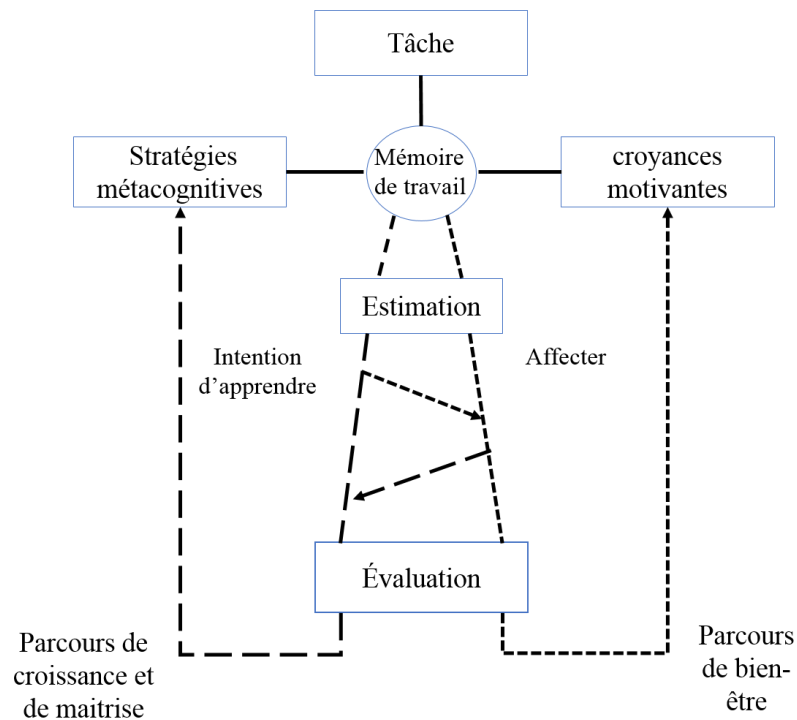 Tâche
Stratégies
métacognitives
Mémoire
de travail
croyances
motivantes
Estimation
Intention
d’apprendre
Affecter
Évaluation
Parcours de
croissance et
de maitrise
Parcours
de bien-
être